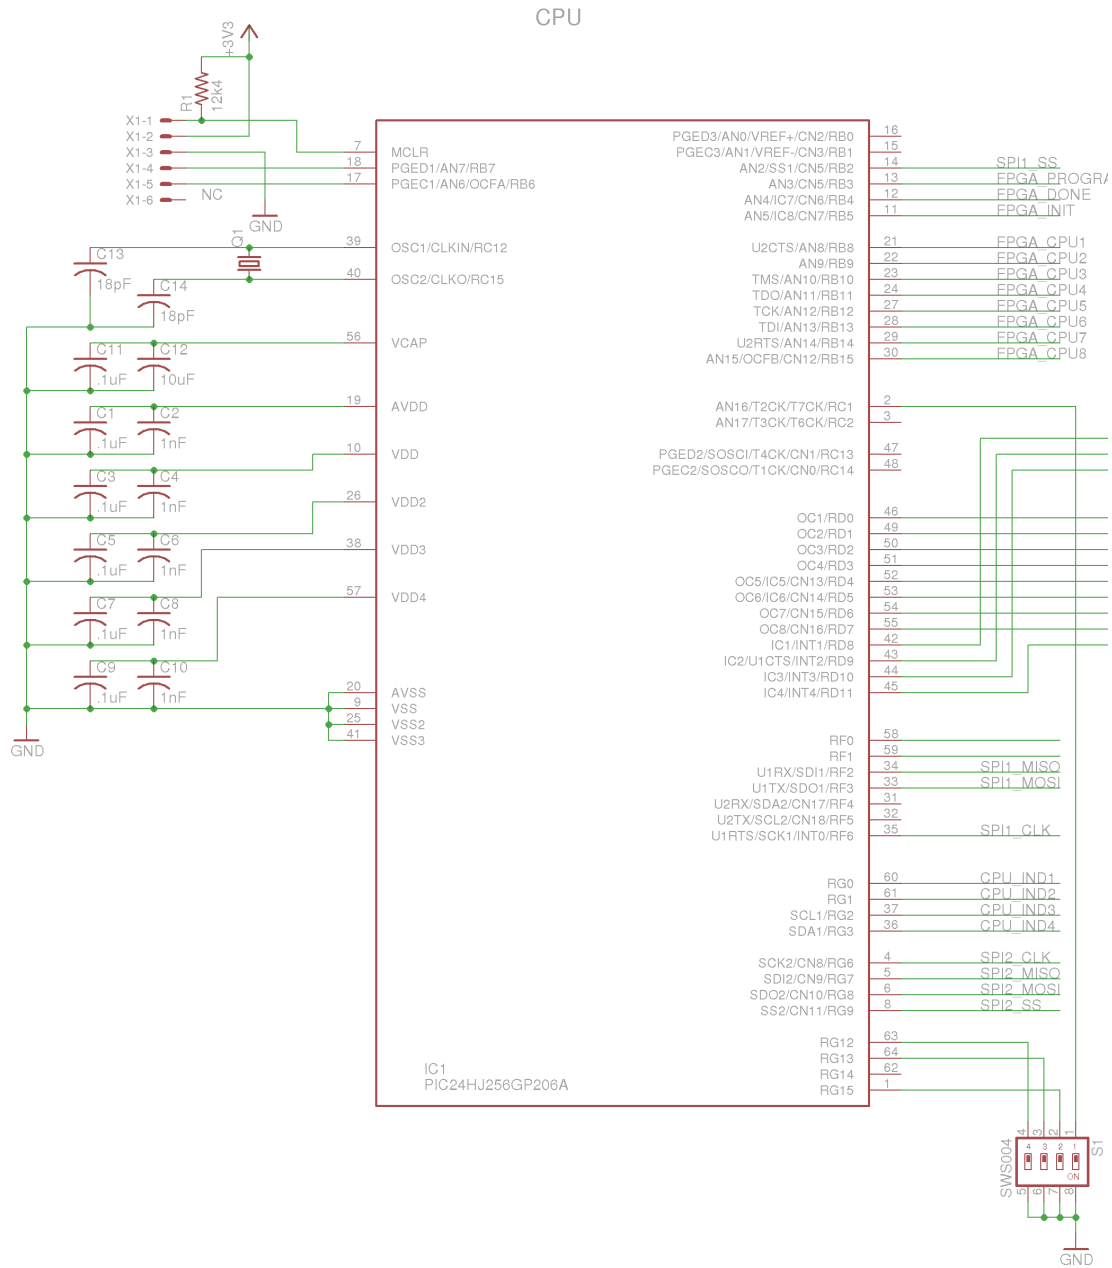 CPU
+3V3
R1
12k4
X1-1
X1-2
X1-3
X1-4
X1-5
X1-6
NC
GND
7 MCLR
18 PGED1/AN7/RB7
17 PGEC1/AN6/OCFA/RB6
Q1
39 OSC1/CLKIN/RC12
40 OSC2/CLKO/RC15
C13
18pF
C14
18pF
56 VCAP
C11 C12
.1uF 10uF
19 AVDD
C1 C2
.1uF 1nF
10 VDD
C3 C4
.1uF 1nF
26 VDD2
C5 C6
.1uF 1nF
38 VDD3
C7 C8
.1uF 1nF
57 VDD4
C9 C10
.1uF 1nF
20 AVSS
9 VSS
25 VSS2
41 VSS3
GND
IC1
PIC24HJ256GP206A
PGED3/AN0/VREF+/CN2/RB0 16
PGEC3/AN1/VREF-/CN3/RB1 15
AN2/SS1/CN5/RB2 14 SPI1_SS
AN3/CN5/RB3 13 FPGA_PROGRA
AN4/IC7/CN6/RB4 12 FPGA_DONE
AN5/IC8/CN7/RB5 11 FPGA_INIT
U2CTS/AN8/RB8 21 FPGA_CPU1
AN9/RB9 22 FPGA_CPU2
TMS/AN10/RB10 23 FPGA_CPU3
TDO/AN11/RB11 24 FPGA_CPU4
TCK/AN12/RB12 27 FPGA_CPU5
TDI/AN13/RB13 28 FPGA_CPU6
U2RTS/AN14/RB14 29 FPGA_CPU7
AN15/OCFB/CN12/RB15 30 FPGA_CPU8
AN16/T2CK/T7CK/RC1 2
AN17/T3CK/T6CK/RC2 3
PGED2/SOSCI/T4CK/CN1/RC13 47
PGEC2/SOSCO/T1CK/CN0/RC14 48
OC1/RD0 46
OC2/RD1 49
OC3/RD2 50
OC4/RD3 51
OC5/IC5/CN13/RD4 52
OC6/IC6/CN14/RD5 53
OC7/CN15/RD6 54
OC8/CN16/RD7 55
IC1/INT1/RD8 42
IC2/U1CTS/INT2/RD9 43
IC3/INT3/RD10 44
IC4/INT4/RD11 45
RF0 58
RF1 59
U1RX/SDI1/RF2 34 SPI1_MISO
U1TX/SDO1/RF3 33 SPI1_MOSI
U2RX/SDA2/CN17/RF4 31
U2TX/SCL2/CN18/RF5 32
U1RTS/SCK1/INT0/RF6 35 SPI1_CLK
RG0 60 CPU_IND1
RG1 61 CPU_IND2
SCL1/RG2 37 CPU_IND3
SDA1/RG3 36 CPU_IND4
SCK2/CN8/RG6 4 SPI2_CLK
SDI2/CN9/RG7 5 SPI2_MISO
SDO2/CN10/RG8 6 SPI2_MOSI
SS2/CN11/RG9 8 SPI2_SS
RG12 63
RG13 64
RG14 62
RG15 1
4 3 2 1
4 3 2 1
ON
SWS004
S1
5 6 7 8
GND